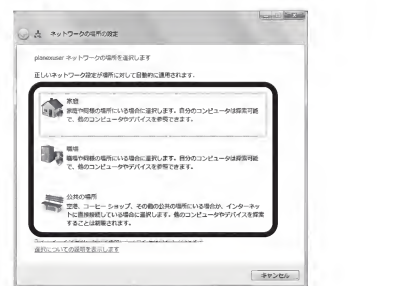 ネットワークの場所の設定
planexuser ネットワークの場所を選択します
正しいネットワーク設定が場所に対して自動的に適用されます。
家庭
家庭や同様の場所にいる場合に選択します。自分のコンピュータは探索可能
で、他のコンピュータやデバイスを参照できます。
職場
職場や同様の場所にいる場合に選択します。自分のコンピュータは探索可能
で、他のコンピュータやデバイスを参照できます。
公共の場所
空港、コーヒー ショップ、その他の公共の場所にいる場合か、インターネッ
トに直接接続している場合に選択します。他のコンピュータやデバイスを探索
することは制限されます。
選択についての説明を表示します
キャンセル